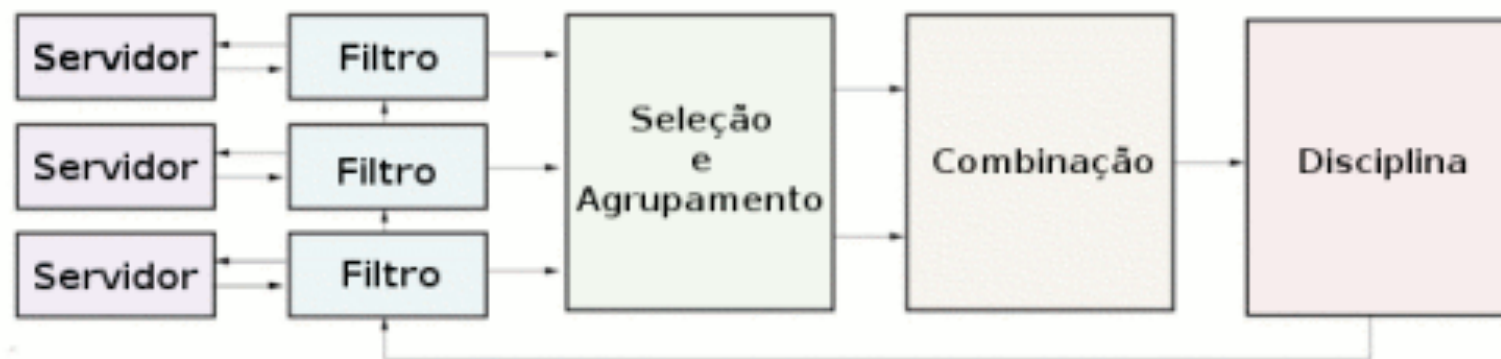 Servidor
Filtro
Servidor
Filtro
Servidor
Filtro
Seleção
e
Agrupamento
Combinação
Disciplina